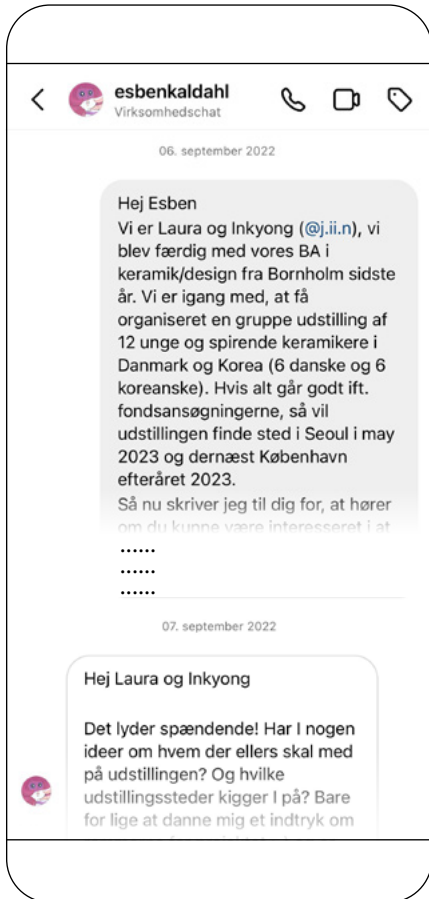 esbenkaldahl
Virksomhedschat
06. september 2022
Hej Esben
Vi er Laura og Inkyong (@j.ii.n), vi
blev færdig med vores BA i
keramik/design fra Bornholm sidste
år. Vi er igang med, at få
organiseret en gruppe udstilling af
12 unge og spirende keramikere i
Danmark og Korea (6 danske og 6
koreanske). Hvis alt går godt ift.
fondsansøgningerne, så vil
udstillingen finde sted i Seoul i may
2023 og dernæst København
efteråret 2023.
Så nu skriver jeg til dig for, at hører
om du kunne være interesseret i at
......
......
......
07. september 2022
Hej Laura og Inkyong
Det lyder spændende! Har I nogen
ideer om hvem der ellers skal med
på udstillingen? Og hvilke
udstillingssteder kigger I på? Bare
for lige at danne mig et indtryk om